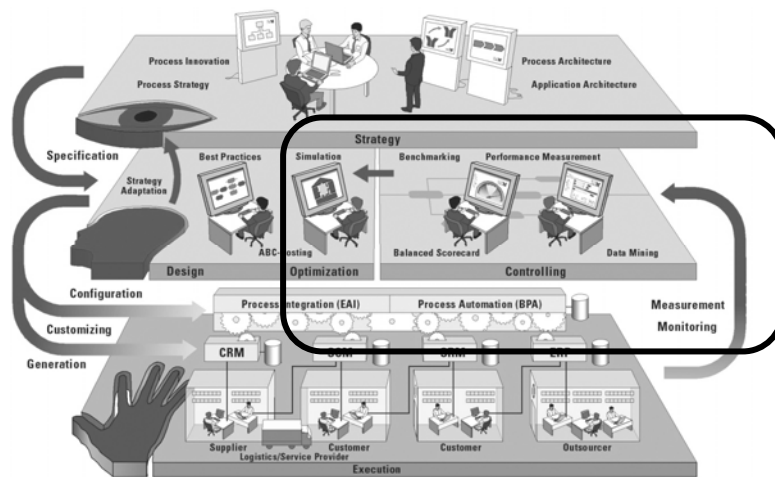 Process Innovation
Process Strategy
Process Architecture
Application Architecture
Strategy
Specification
Strategy
Adaptation
Best Practices
Simulation
Benchmarking
Performance Measurement
ABC-Costing
Balanced Scorecard
Data Mining
Design
Optimization
Controlling
Configuration
Customizing
Generation
Process Integration (EAI)
Process Automation (BPA)
Measurement
Monitoring
CRM
ERP
Supplier
Customer
Customer
Outsourcer
Logistics/Service Provider
Execution